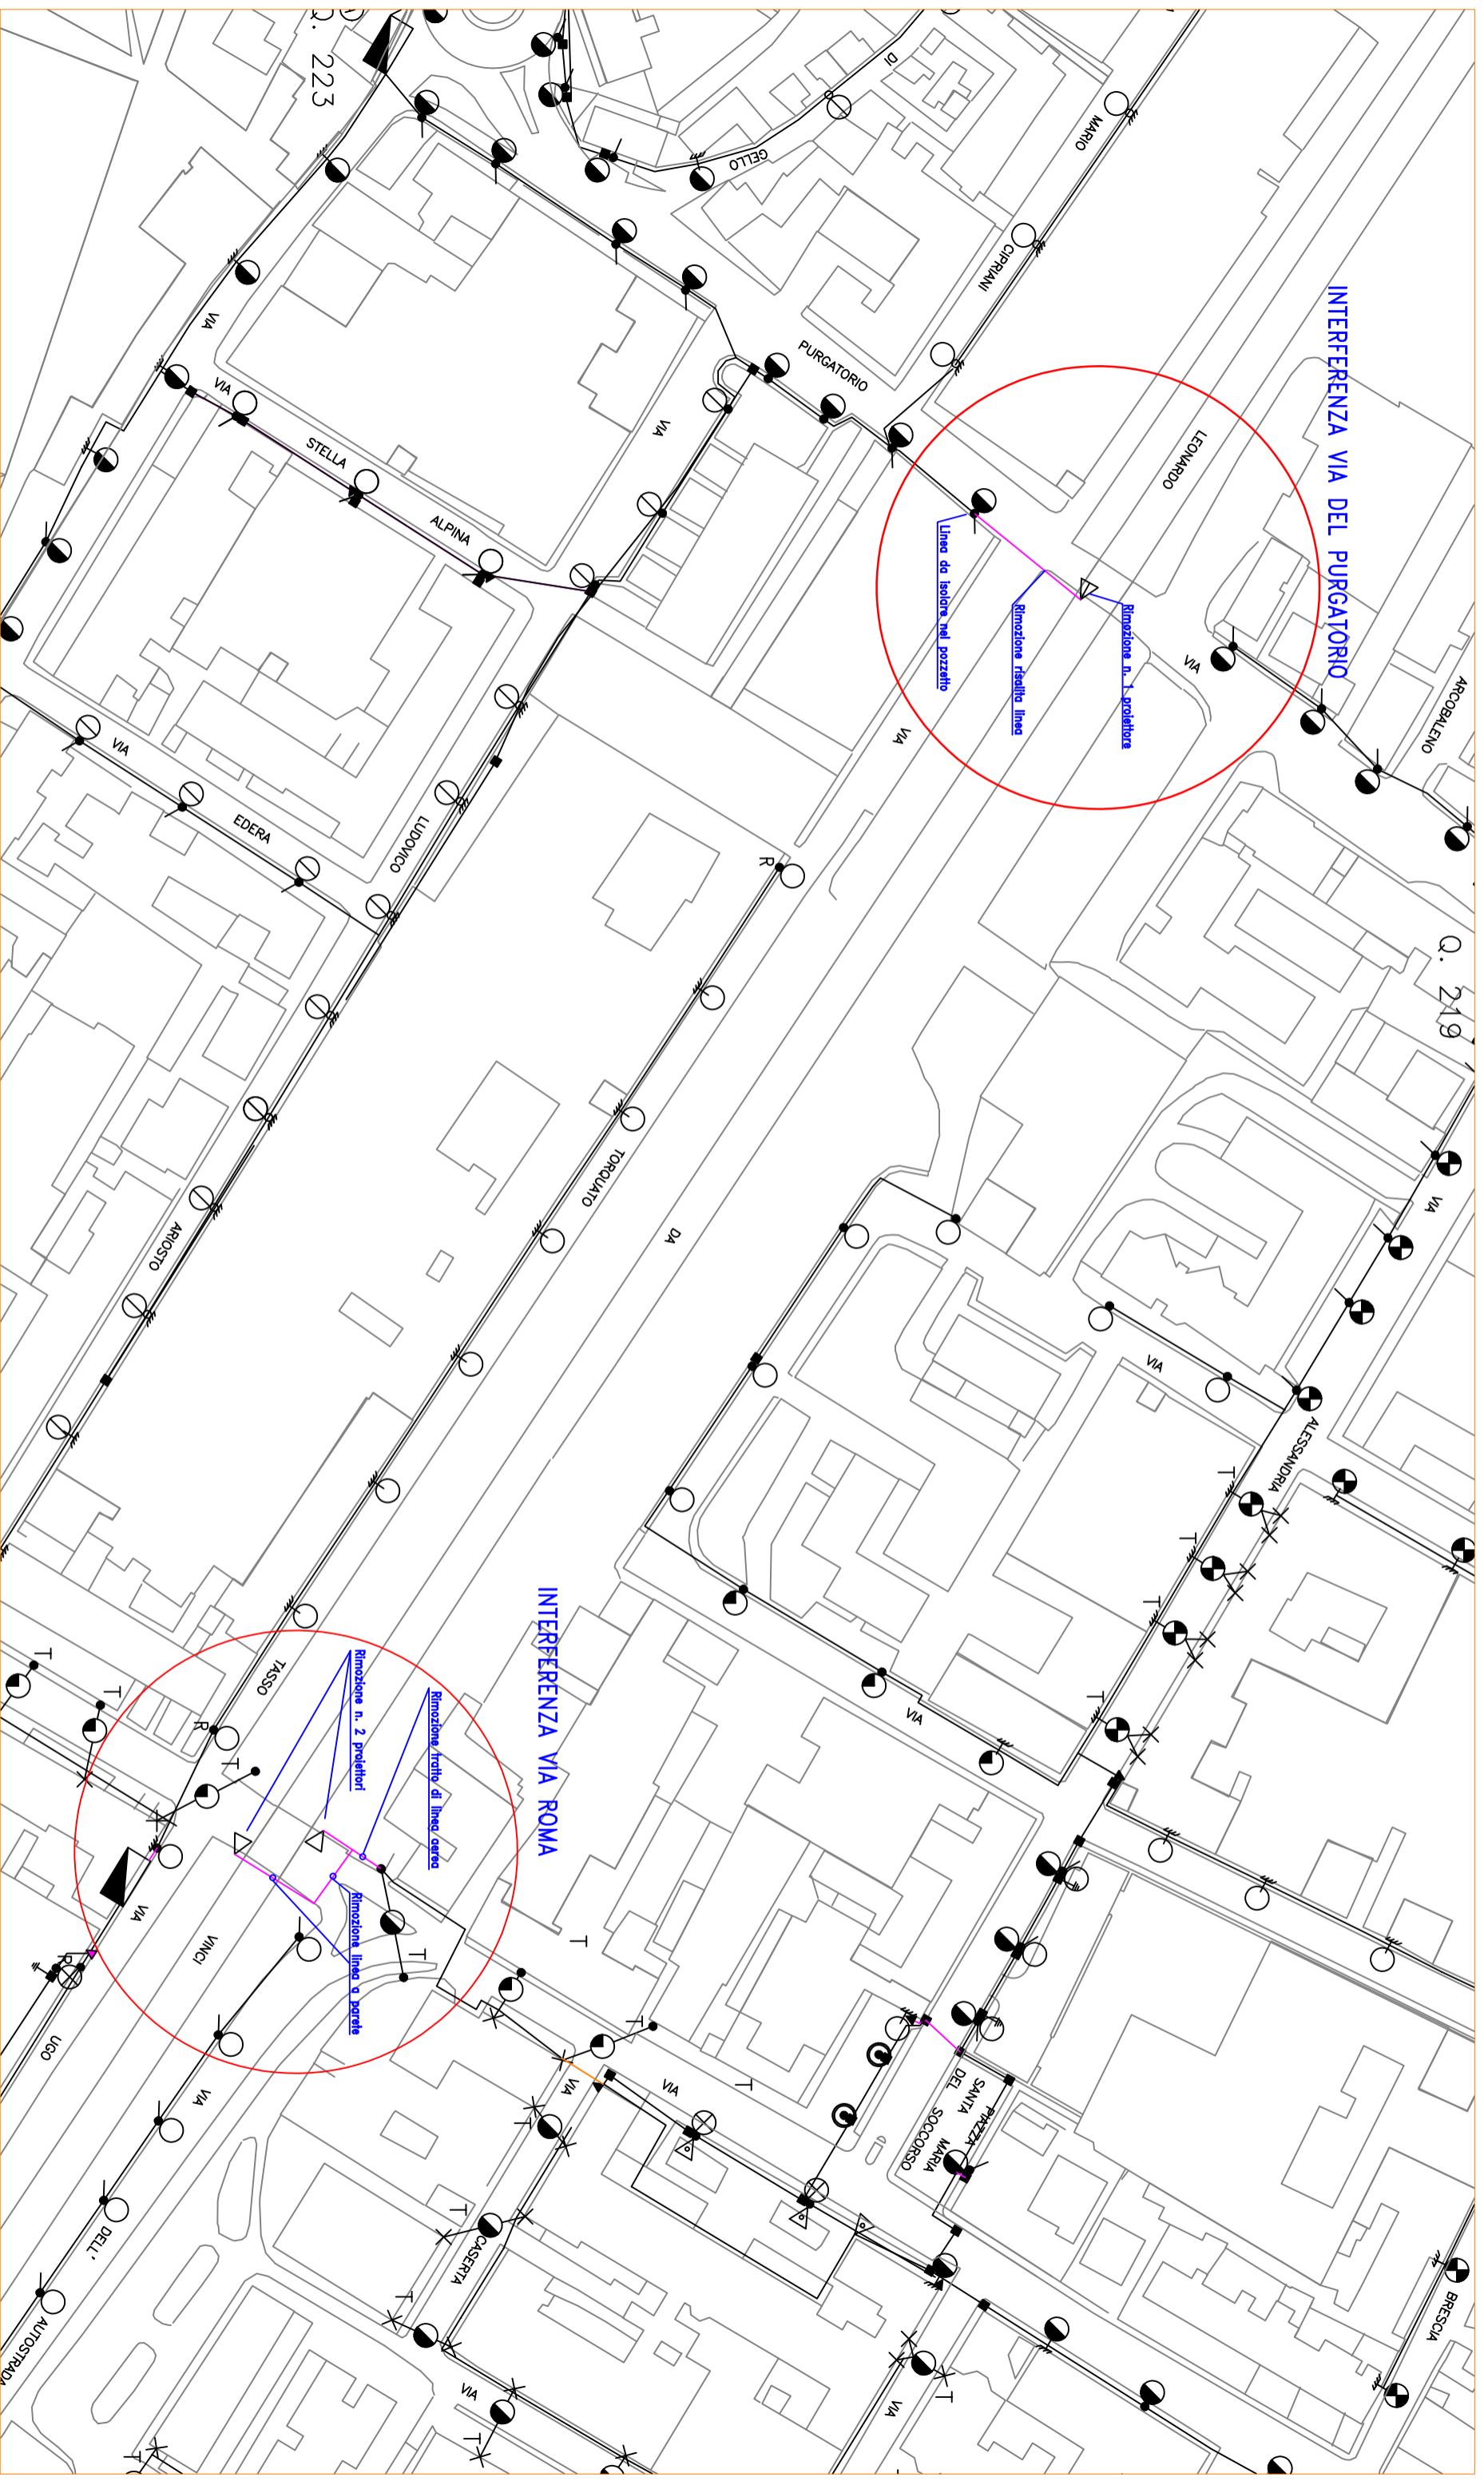 INTERFERENZA VIA DEL PURGATORIO
Rimozione n. 1 proiettore
Rimozione risalita linea
Linea da isolare nel pozzetto
INTERFERENZA VIA ROMA
Rimozione tratto di linea aerea
Rimozione n. 2 proiettori
Rimozione linea a parete
Q. 223
Q. 219
DI
GELLO
MARIO
CIPRIANI
PURGATORIO
LEONARDO
VIA
ARCOBALENO
VIA
VIA
STELLA
ALPINA
VIA
VIA
VIA
EDERA
LUDOVICO
ARIOSTO
R
TORQUATO
TASSO
R
DA
VINCI
VIA
ALESSANDRIA
VIA
VIA
T
T
T
T
T
T
T
T
T
T
T
VIA
UGO
R
VIA
DELL'
AUTOSTRADA
VIA
VIA
CASERTA
T
T
T
VIA
T
T
PIAZZA
SANTA
MARIA
DEL
SOCCORSO
VIA
T
BRESCIA